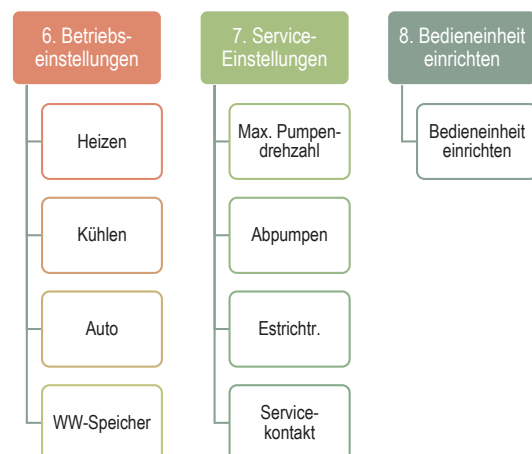 6. Betriebs-
einstellungen
Heizen
Kühlen
Auto
WW-Speicher
7. Service-
Einstellungen
Max. Pumpen-
drehzahl
Abpumpen
Estrichtr.
Service-
kontakt
8. Bedieneinheit
einrichten
Bedieneinheit
einrichten